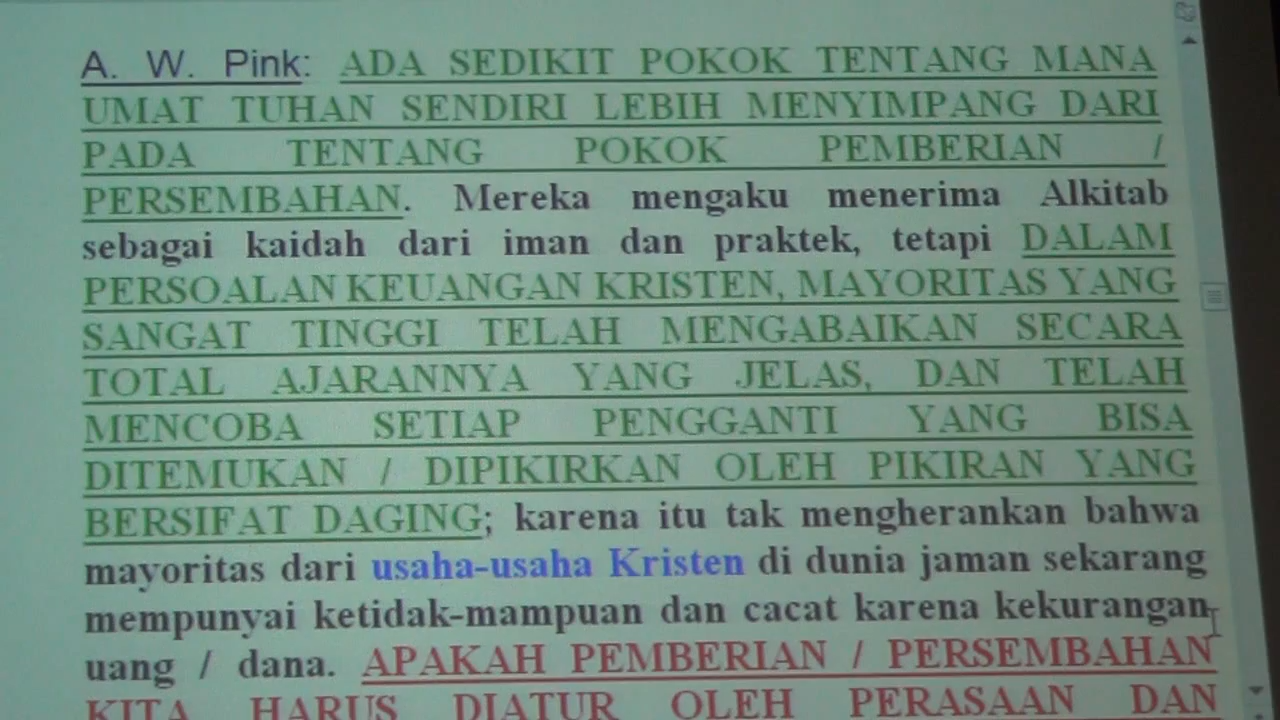 A. W. Pink: ADA SEDIKIT POKOK TENTANG MANA
UMAT TUHAN SENDIRI LEBIH MENYIMPANG DARI
PADA TENTANG POKOK PEMBERIAN /
PERSEMBAHAN. Mereka mengaku menerima Alkitab
sebagai kaidah dari iman dan praktek, tetapi DALAM
PERSOALAN KEUANGAN KRISTEN, MAYORITAS YANG
SANGAT TINGGI TELAH MENGABAIKAN SECARA
TOTAL AJARANNYA YANG JELAS, DAN TELAH
MENCOBA SETIAP PENGGANTI YANG BISA
DITEMUKAN / DIPIKIRKAN OLEH PIKIRAN YANG
BERSIFAT DAGING; karena itu tak mengherankan bahwa
mayoritas dari usaha-usaha Kristen di dunia jaman sekarang
mempunyai ketidak-mampuan dan cacat karena kekurangan
uang / dana. APAKAH PEMBERIAN / PERSEMBAHAN
KITA HARUS DIATUR OLEH PERASAAN DAN